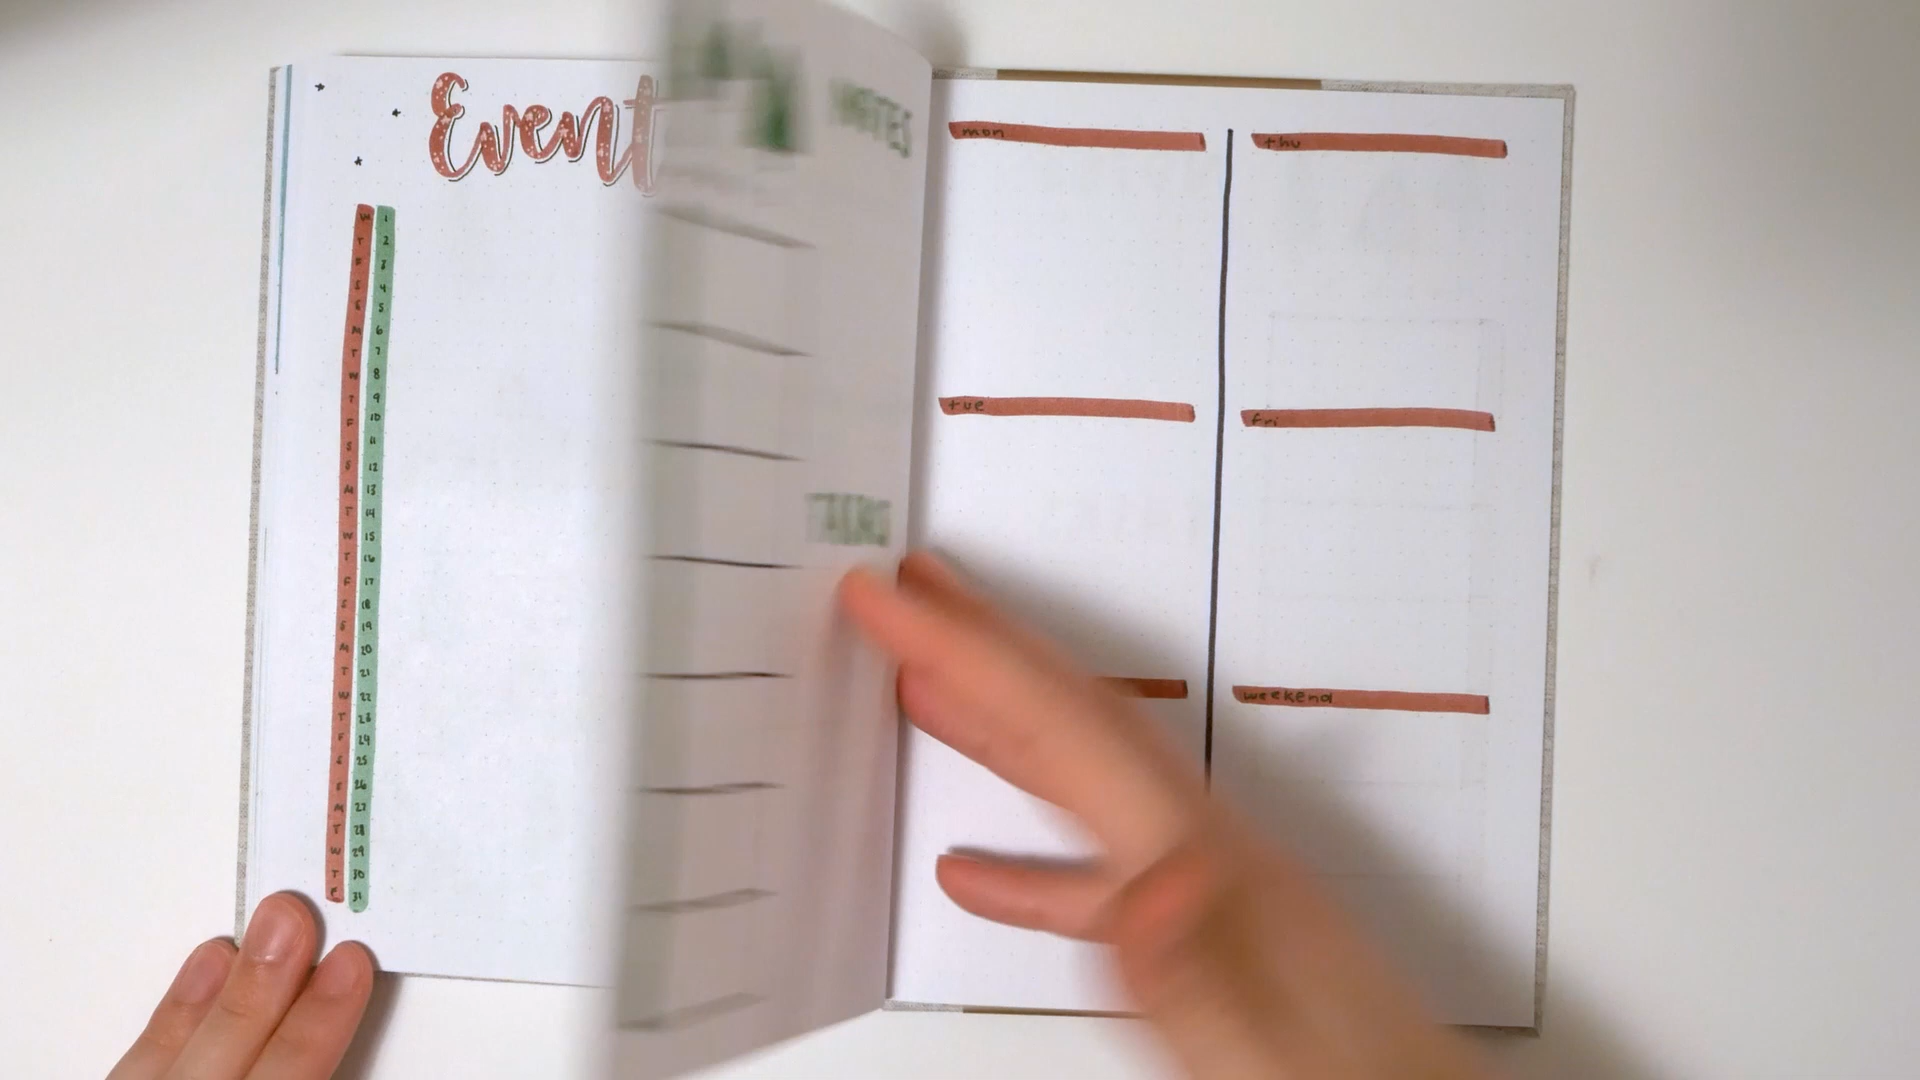 Event
W 1
T 2
F 3
S 4
S 5
M 6
T 7
W 8
T 9
F 10
S 11
S 12
M 13
T 14
W 15
T 16
F 17
S 18
S 19
M 20
T 21
W 22
T 23
F 24
S 25
S 26
M 27
T 28
W 29
T 30
F 31
NOTES
mon
thu
tue
fri
weekend